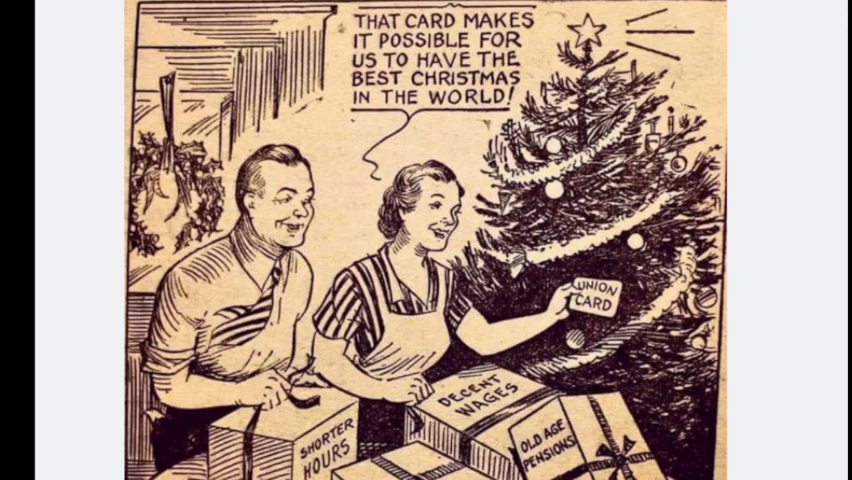 THAT CARD MAKES
IT POSSIBLE FOR
US TO HAVE THE
BEST CHRISTMAS
IN THE WORLD!
UNION
CARD
DECENT
WAGES
OLD AGE
PENSIONS
SHORTER
HOURS